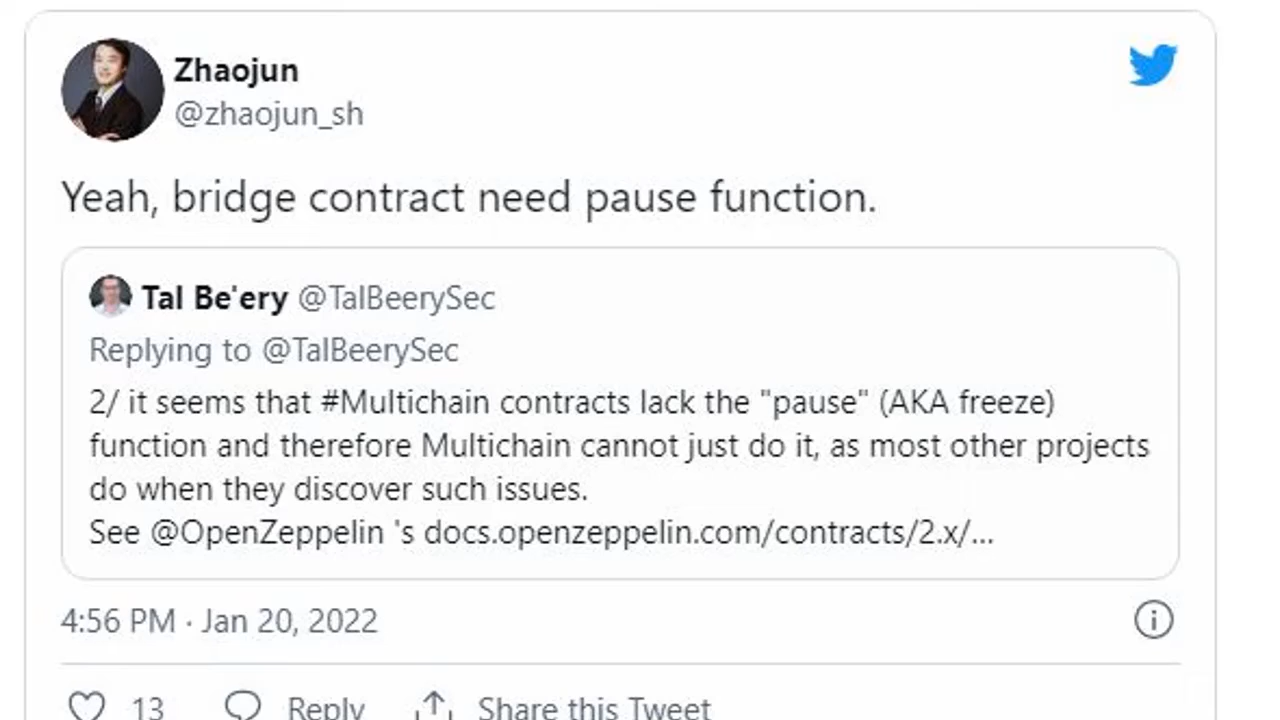 Zhaojun
@zhaojun_sh
Yeah, bridge contract need pause function.
Tal Be'ery @TalBeerySec
Replying to @TalBeerySec
2/ it seems that #Multichain contracts lack the "pause" (AKA freeze)
function and therefore Multichain cannot just do it, as most other projects
do when they discover such issues.
See @OpenZeppelin 's docs.openzeppelin.com/contracts/2.x/...
4:56 PM · Jan 20, 2022
13 Reply Share this Tweet